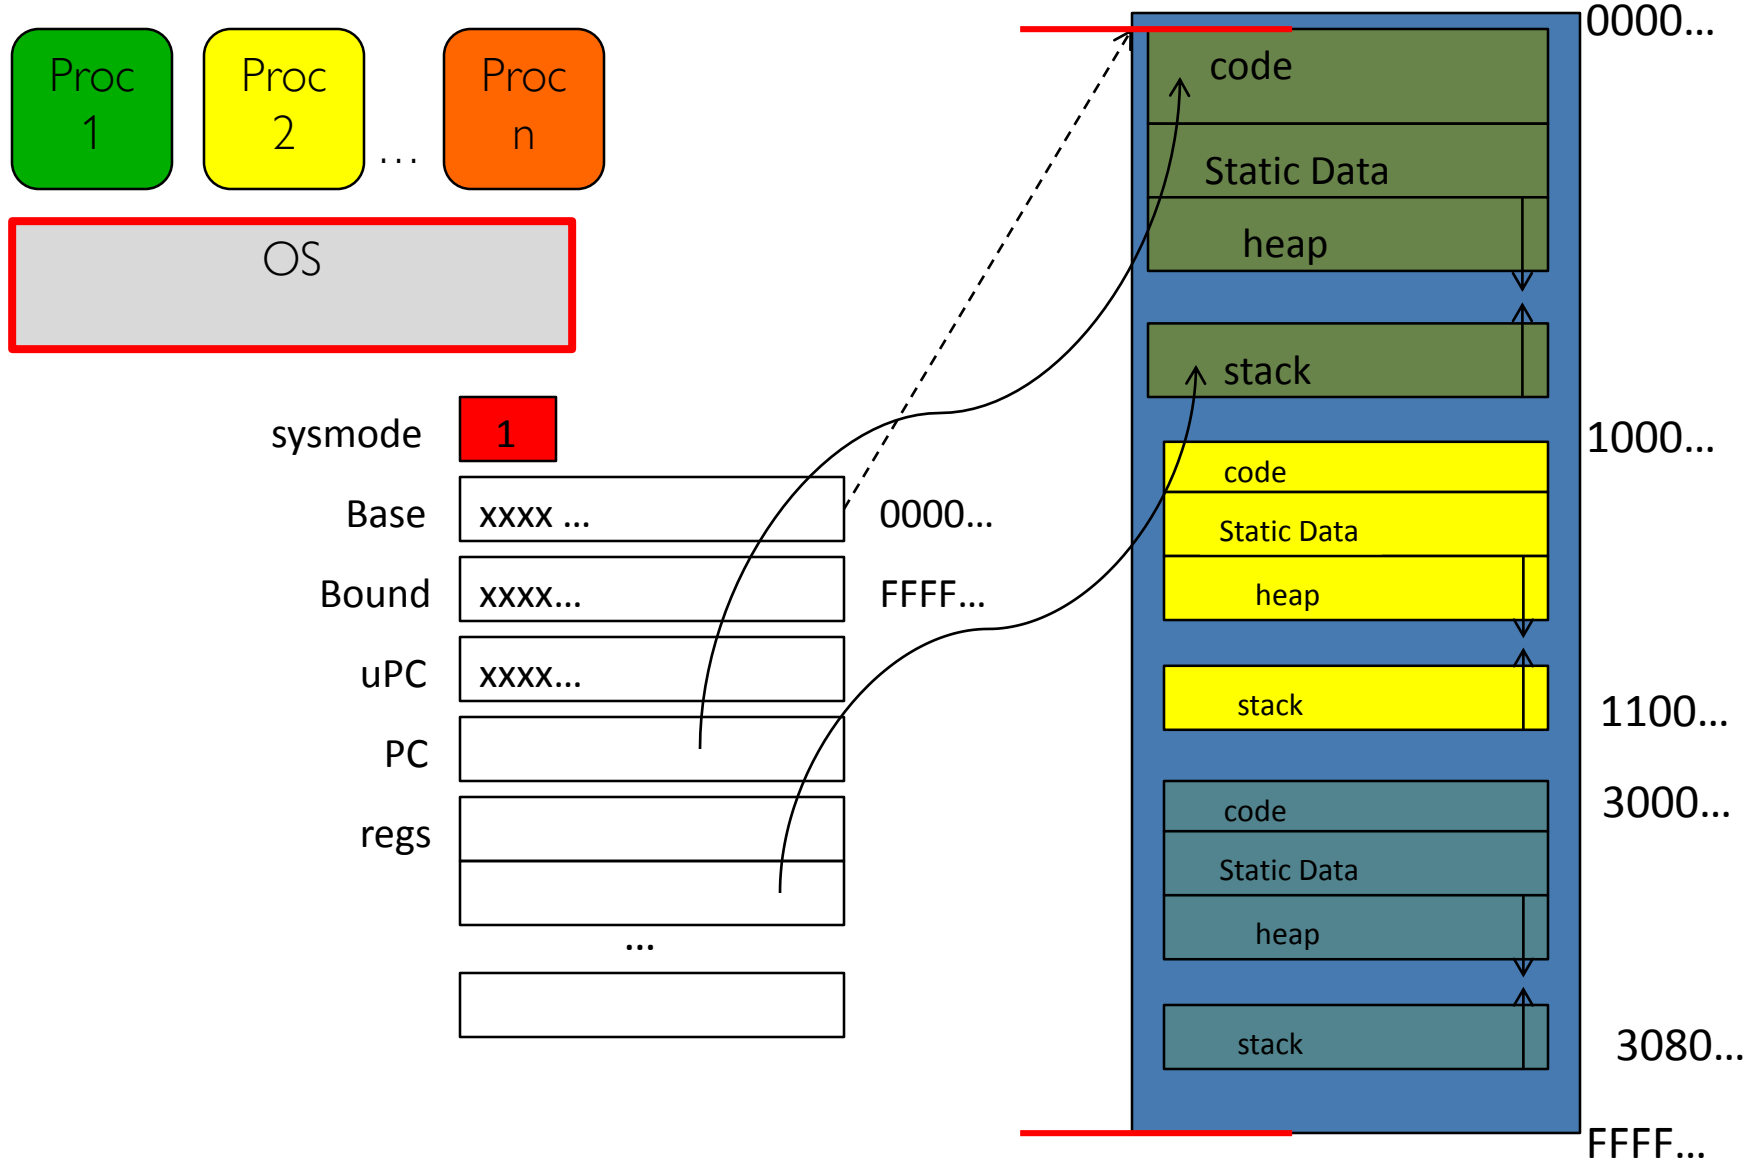 Proc
1
Proc
2
...
Proc
n
OS
sysmode
1
Base
xxxx ...
0000...
Bound
xxxx...
FFFF...
uPC
xxxx...
PC
regs
...
0000...
code
Static Data
heap
stack
1000...
code
Static Data
heap
stack
1100...
3000...
code
Static Data
heap
stack
3080...
FFFF...